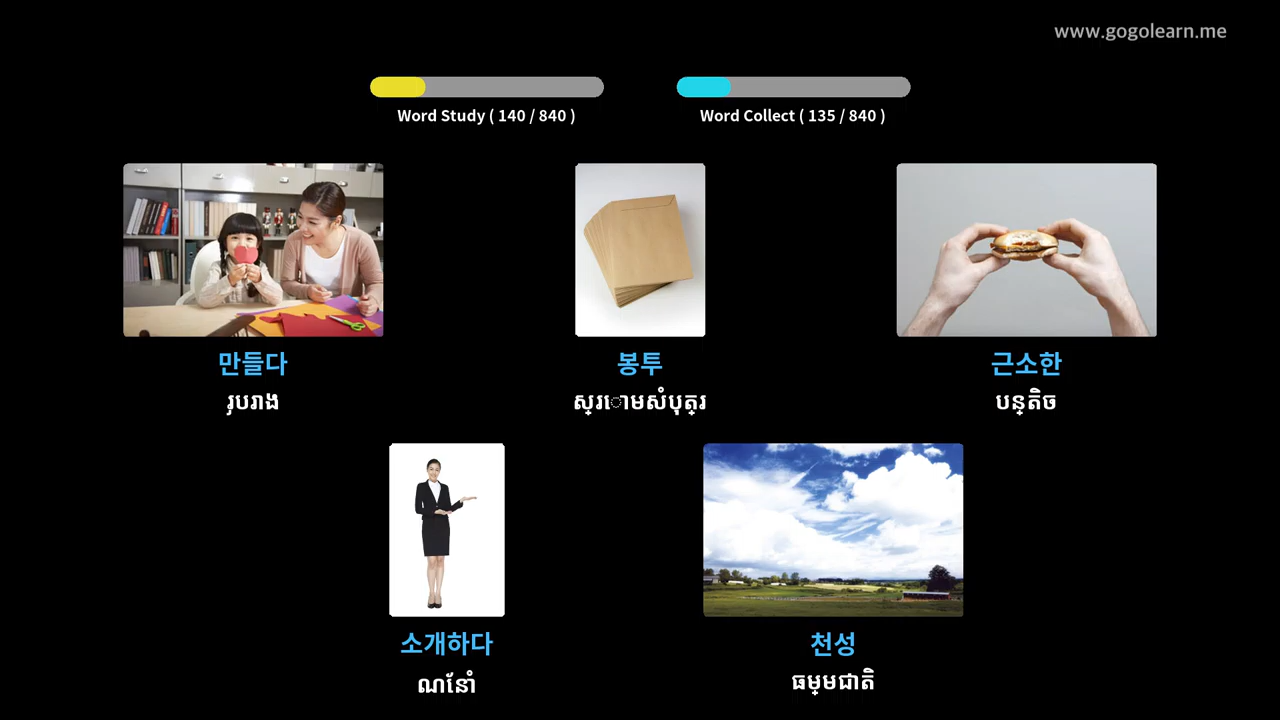 www.gogolearn.me
Word Study ( 140 / 840 )
Word Collect ( 135 / 840 )
만들다
រូបរាង
봉투
ស្រោមសំបុត្រ
근소한
បន្តិច
소개하다
ណែនាំ
천성
ធម្មជាតិ